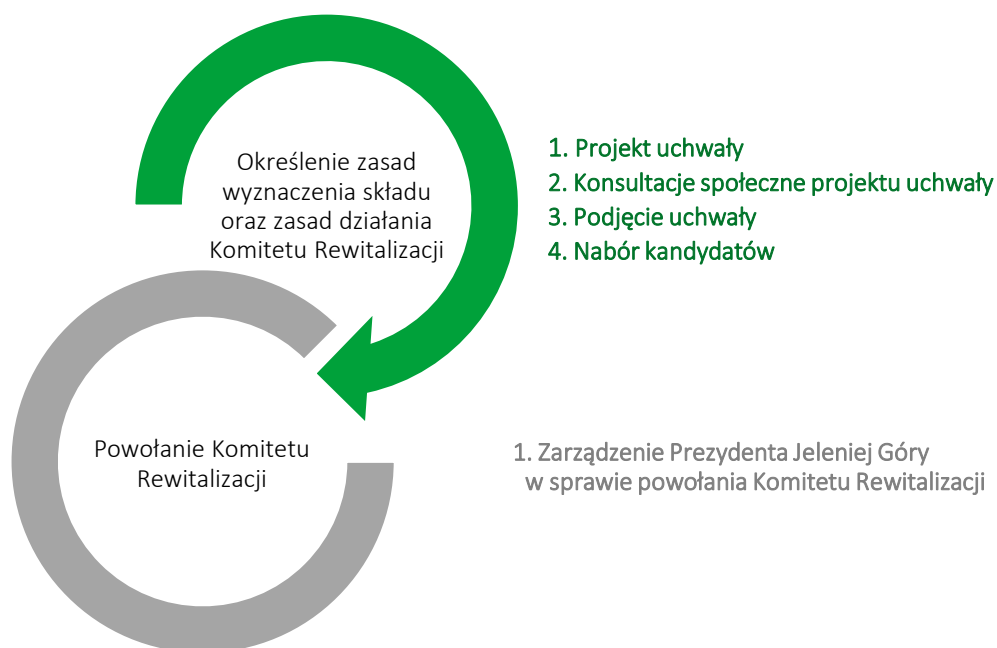 Określenie zasad
wyznaczenia składu
oraz zasad działania
Komitetu Rewitalizacji
1. Projekt uchwały
2. Konsultacje społeczne projektu uchwały
3. Podjęcie uchwały
4. Nabór kandydatów
Powołanie Komitetu
Rewitalizacji
1. Zarządzenie Prezydenta Jeleniej Góry
w sprawie powołania Komitetu Rewitalizacji